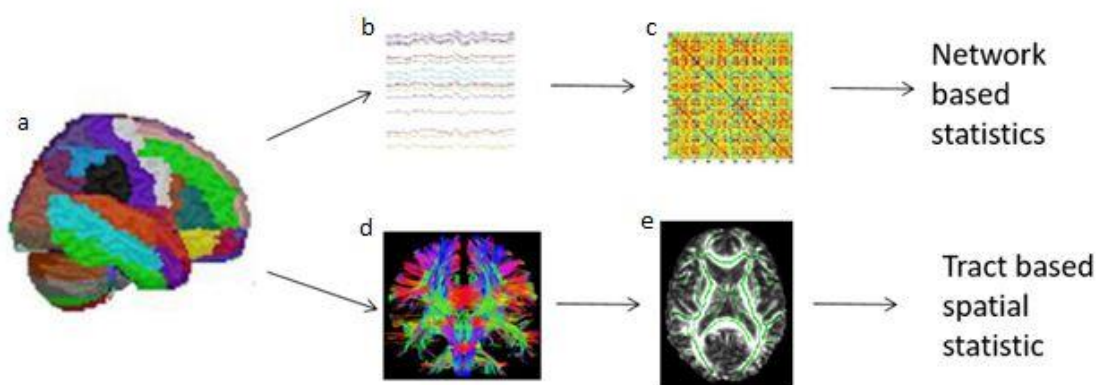 a
b
c
Network
based
statistics
d
e
Tract based
spatial
statistic